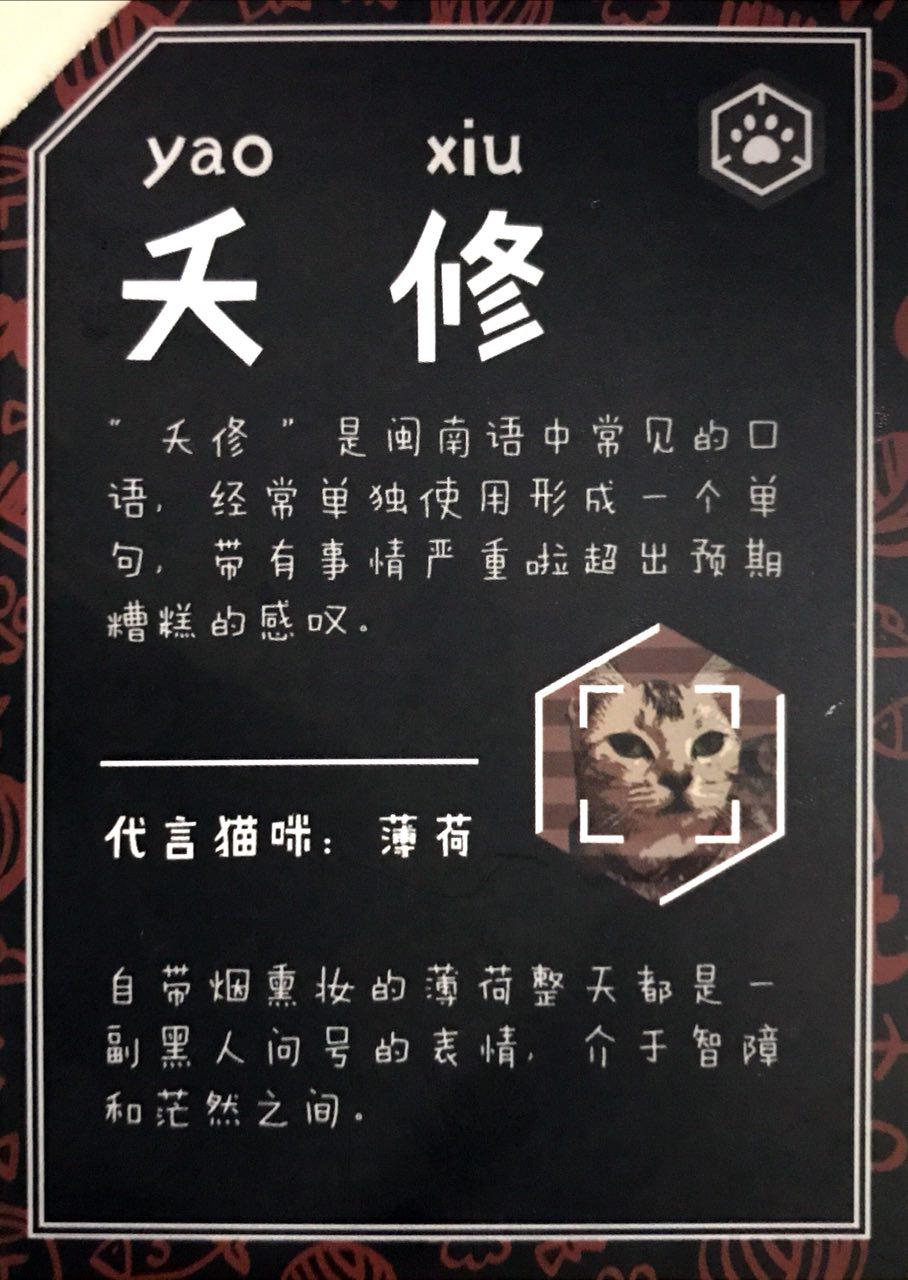 yao xiu
夭修
“夭修”是闽南语中常见的口
语，经常单独使用形成一个单
句，带有事情严重啦超出预期
糟糕的感叹。
代言猫咪：薄荷
自带烟熏妆的薄荷整天都是一
副黑人问号的表情，介于智障
和茫然之间。